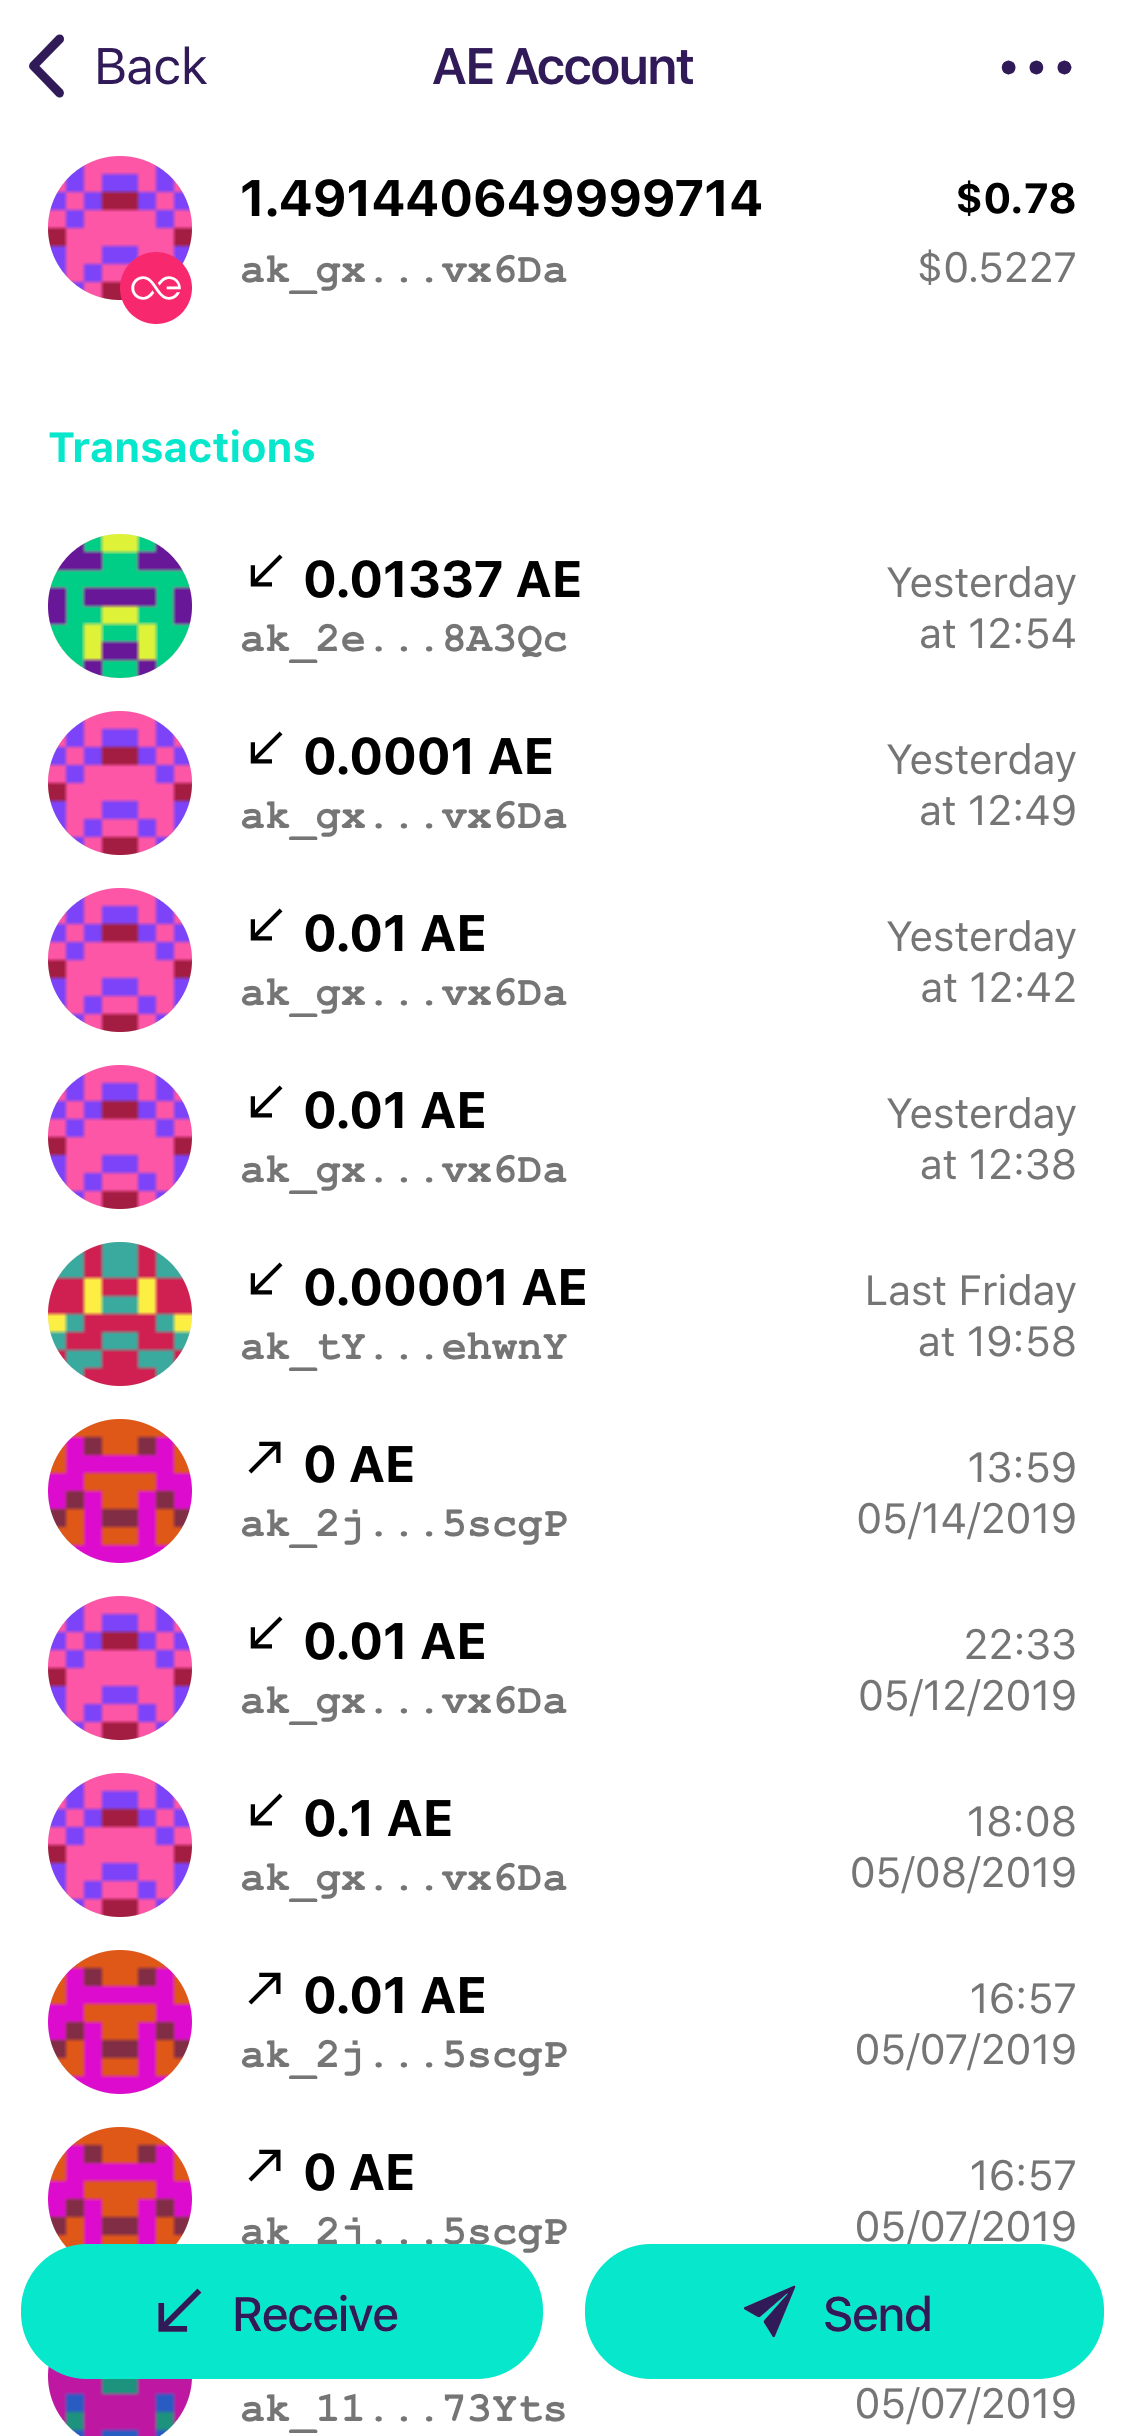 Back
AE Account
1.491440649999714
$0.78
ak_gx...vx6Da
$0.5227
Transactions
0.01337 AE
Yesterday
at 12:54
ak_2e...8A3Qc
0.0001 AE
Yesterday
at 12:49
ak_gx...vx6Da
0.01 AE
Yesterday
at 12:42
ak_gx...vx6Da
0.01 AE
Yesterday
at 12:38
ak_gx...vx6Da
0.00001 AE
Last Friday
at 19:58
ak_tY...ehwnY
0 AE
13:59
05/14/2019
ak_2j...5scgP
0.01 AE
22:33
05/12/2019
ak_gx...vx6Da
0.1 AE
18:08
05/08/2019
ak_gx...vx6Da
0.01 AE
16:57
05/07/2019
ak_2j...5scgP
0 AE
16:57
05/07/2019
ak_2j...5scgP
Receive
Send
ak_11...73Yts
05/07/2019